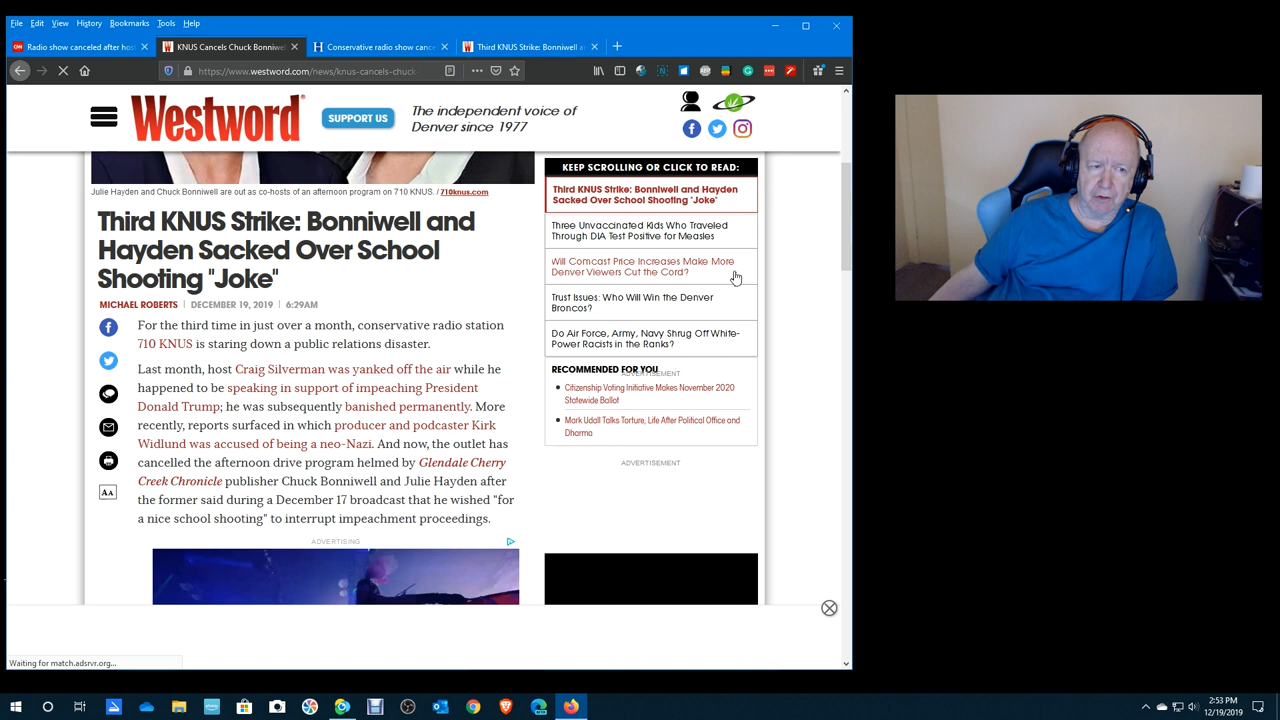 File Edit View History Bookmarks Tools Help
Radio show canceled after hos
KNUS Cancels Chuck Bonniwel
Conservative radio show cance
Third KNUS Strike: Bonniwell a
https://www.westword.com/news/knus-cancels-chuck-
Westword
SUPPORT US
The independent voice of
Denver since 1977
Julie Hayden and Chuck Bonniwell are out as co-hosts of an afternoon program on 710 KNUS. / 710knus.com
Third KNUS Strike: Bonniwell and
Hayden Sacked Over School
Shooting "Joke"
MICHAEL ROBERTS | DECEMBER 19, 2019 | 6:29AM
For the third time in just over a month, conservative radio station
710 KNUS is staring down a public relations disaster.
Last month, host Craig Silverman was yanked off the air while he
happened to be speaking in support of impeaching President
Donald Trump; he was subsequently banished permanently. More
recently, reports surfaced in which producer and podcaster Kirk
Widlund was accused of being a neo-Nazi. And now, the outlet has
cancelled the afternoon drive program helmed by Glendale Cherry
Creek Chronicle publisher Chuck Bonniwell and Julie Hayden after
the former said during a December 17 broadcast that he wished "for
a nice school shooting" to interrupt impeachment proceedings.
AA
ADVERTISING
KEEP SCROLLING OR CLICK TO READ:
Third KNUS Strike: Bonniwell and Hayden
Sacked Over School Shooting "Joke"
Three Unvaccinated Kids Who Traveled
Through DIA Test Positive for Measles
Will Comcast Price Increases Make More
Denver Viewers Cut the Cord?
Trust Issues: Who Will Win the Denver
Broncos?
Do Air Force, Army, Navy Shrug Off White-
Power Racists in the Ranks?
RECOMMENDED FOR YOU
ADVERTISEMENT
Citizenship Voting Initiative Makes November 2020
Statewide Ballot
Mark Udall Talks Torture, Life After Political Office and
Dharma
ADVERTISEMENT
Waiting for match.adsrvr.org...
2:53 PM
12/19/2019